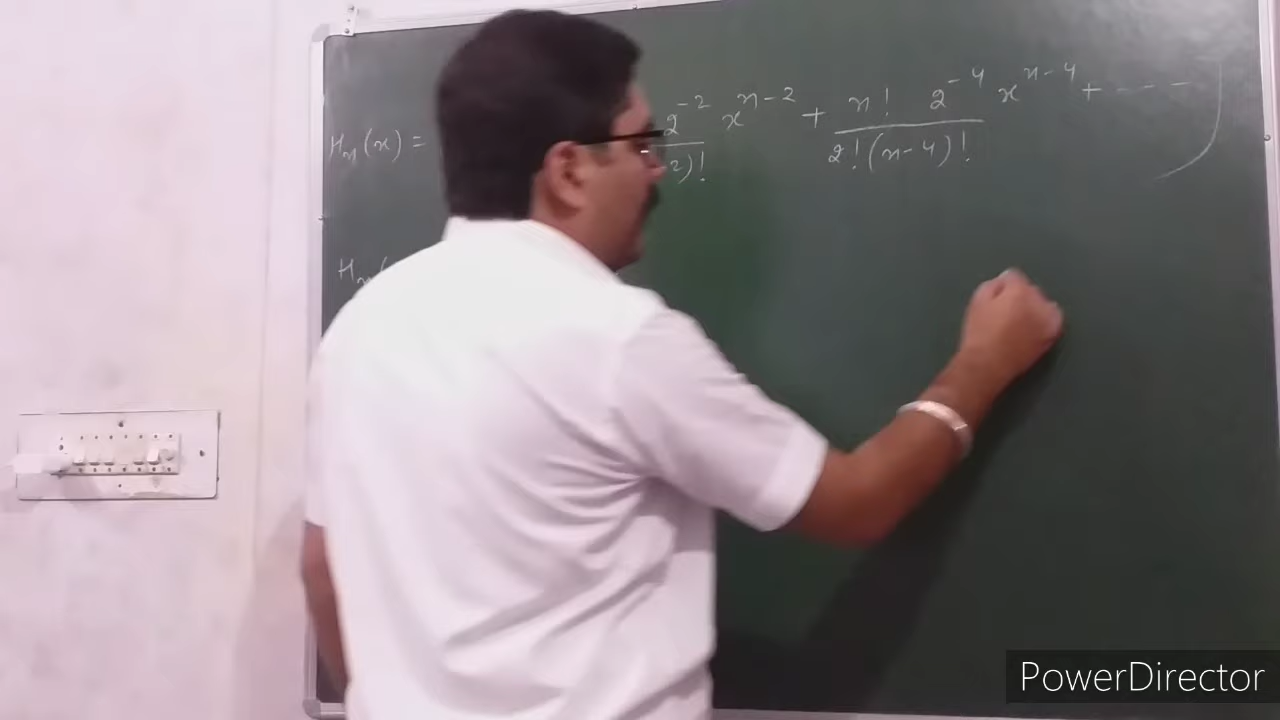 Hₙ(x) = 2⁻² xⁿ⁻² / 2)! + n! 2⁻⁴ xⁿ⁻⁴ / 2!(n-4)! + - - - )
Hₙ(
PowerDirector